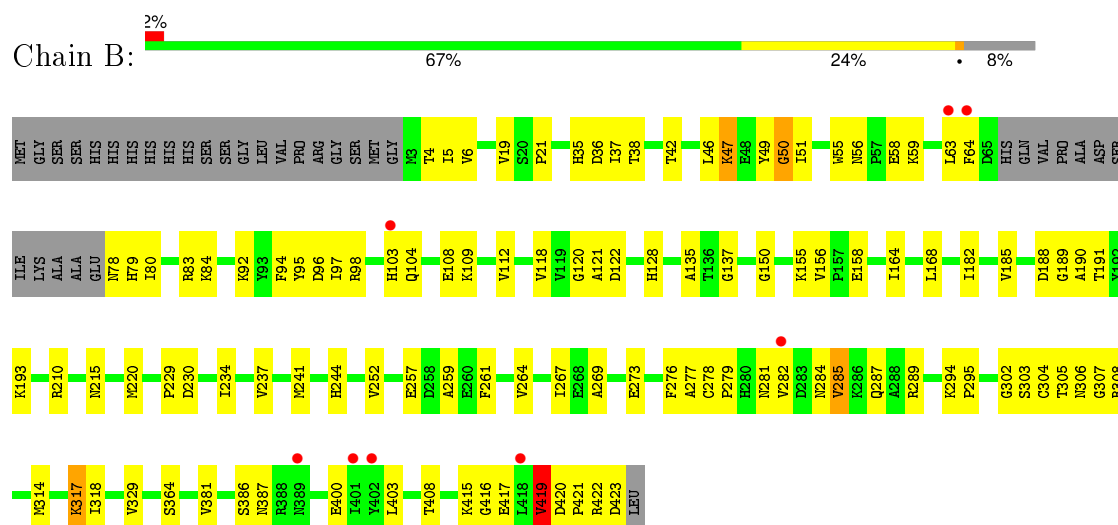 2%
Chain B:
67% 24% • 8%
MET GLY SER SER HIS HIS HIS HIS HIS HIS SER SER GLY LEU VAL PRO ARG GLY SER MET GLY M3 T4 I5 V6 V19 S20 P21 H35 D36 I37 T38 T42 L46 K47 E48 Y49 G50 I51 W55 N56 P57 E58 K59 L63 F64 D65 HIS GLN VAL PRO ALA ASP SER
ILE LYS ALA ALA GLU N78 H79 I80 R83 K84 K92 Y93 F94 Y95 D96 I97 R98 H103 Q104 E108 K109 V112 V118 V119 G120 A121 D122 H128 A135 T136 G137 G150 K155 V156 P157 E158 I164 L168 I182 V185 D188 G189 A190 T191 Y192
K193 R210 N215 M220 P229 D230 I234 V237 M241 H244 V252 E257 D258 A259 E260 F261 V264 I267 E268 A269 E273 F276 A277 C278 P279 H280 N281 V282 D283 N284 V285 K286 Q287 A288 R289 K294 P295 G302 S303 C304 T305 N306 G307 R308
M314 K317 I318 V329 S364 V381 S386 N387 R388 N389 E400 I401 Y402 L403 T408 K415 G416 E417 L418 V419 D420 P421 R422 D423 LEU